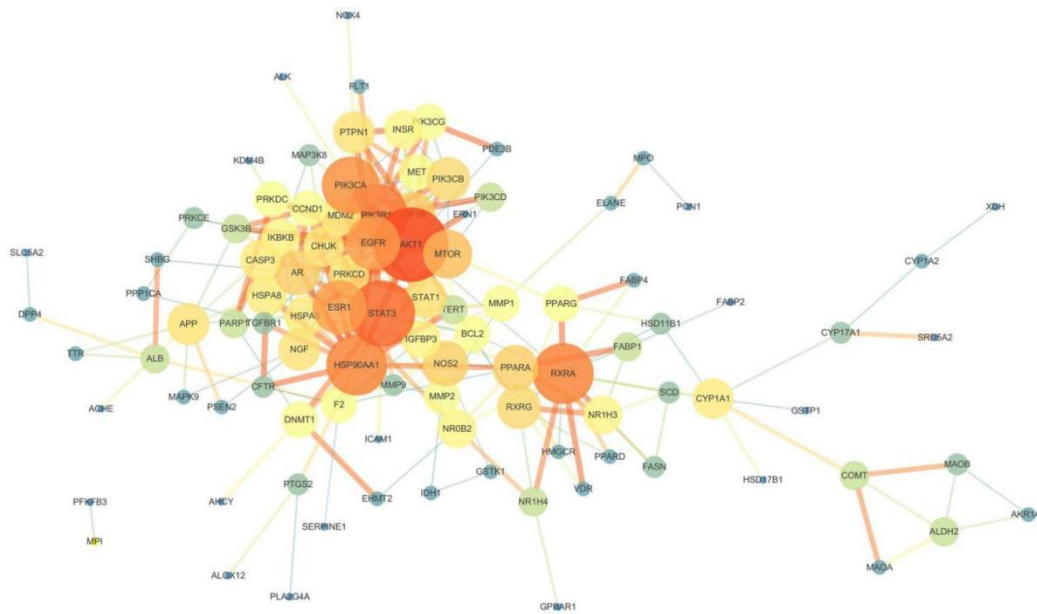 NOX4
ALK
FLT1
PTPN1
INSR
PIK3CG
PDE3B
MAP3K8
KDM4B
MET
MPO
PIK3CA
PIK3CB
PRKDC
CCND1
PIK3CD
ELANE
PON1
XDH
MDM2
PIK3R1
ERN1
PRKCE
GSK3B
IKBKB
CHUK
EGFR
AKT1
MTOR
SHBG
CASP3
AR
PRKCD
CYP1A2
SLC5A2
PPP1CA
HSPA8
STAT1
FABP4
DPP4
HSPA5
ESR1
STAT3
TERT
MMP1
PPARG
FABP2
APP
PARP1
TGFBR1
IGFBP3
BCL2
HSD11B1
CYP17A1
SRD5A2
TTR
ALB
NGF
HSP90AA1
NOS2
PPARA
RXRA
FABP1
CFTR
MMP9
MAPK9
PSEN2
F2
MMP2
RXRG
NR1H3
SCD
CYP1A1
ACHE
DNMT1
NR0B2
GSTP1
ICAM1
HMGCR
PPARD
FASN
GSTK1
HSD17B1
COMT
MAOB
PTGS2
EHMT2
IDH1
VDR
NR1H4
PFKFB3
AHCY
SERPINE1
AKR1A
ALDH2
MPI
MAOA
ALOX12
PLA2G4A
GPBAR1